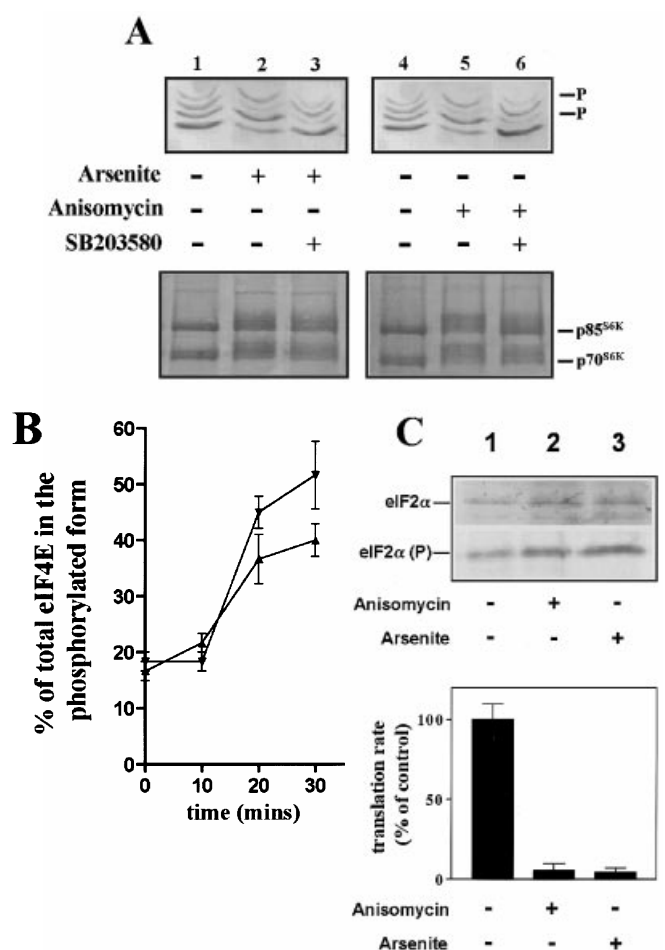 A
1 2 3 4 5 6
P
P
Arsenite - + + - - -
Anisomycin - - - - + +
SB203580 - - + - - +
p85S6K
p70S6K
B
% of total eIF4E in the phosphorylated form
60
50
40
30
20
10
0
0 10 20 30
time (mins)
C
1 2 3
eIF2α
eIF2α (P)
Anisomycin - + -
Arsenite - - +
translation rate
(% of control)
100
50
0
Anisomycin - + -
Arsenite - - +